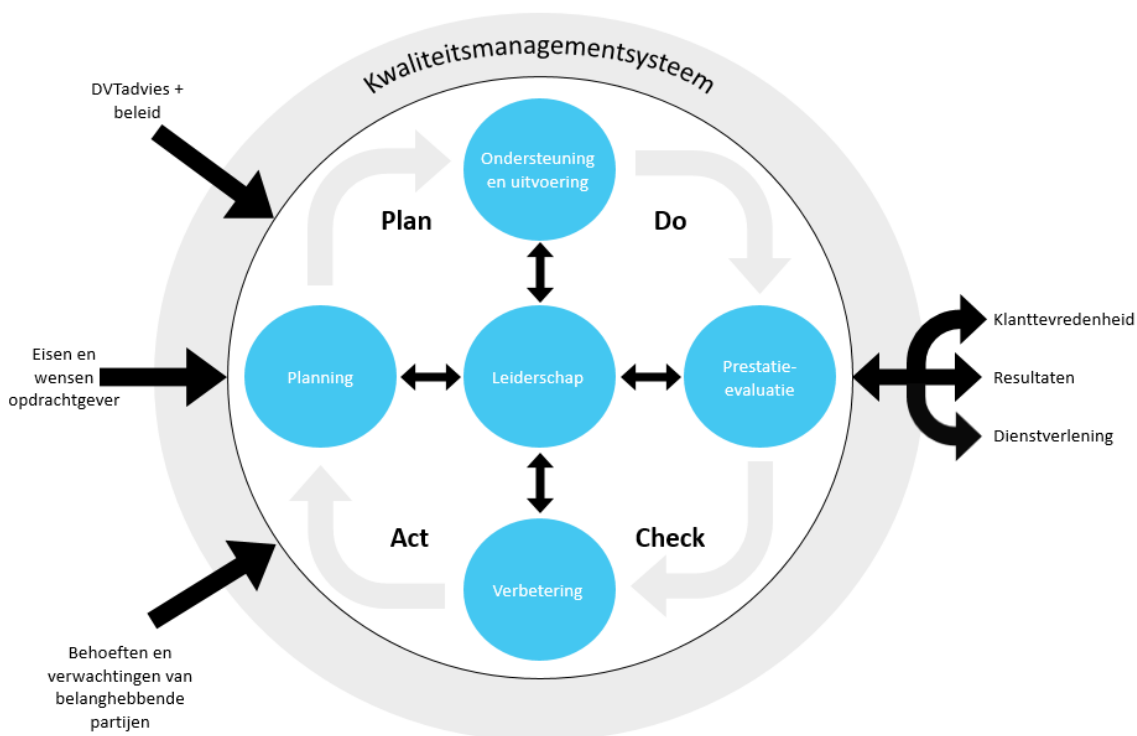 Kwaliteitsmanagementsysteem
DVTadvies +
beleid
Ondersteuning
en uitvoering
Plan
Do
Eisen en
wensen
opdrachtgever
Planning
Leiderschap
Prestatie-
evaluatie
Klanttevredenheid
Resultaten
Dienstverlening
Act
Check
Verbetering
Behoeften en
verwachtingen van
belanghebbende
partijen